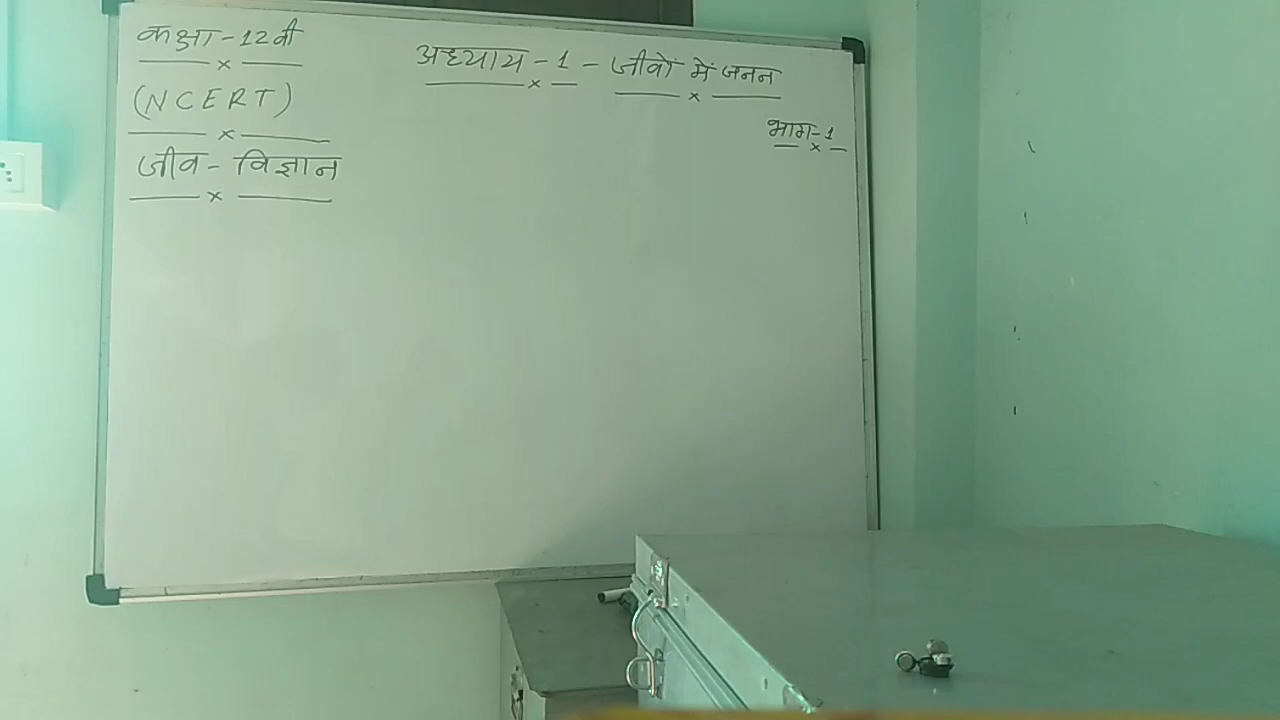 कक्षा-12वी
अध्याय-1-जीवों में जनन
(NCERT)
भाग-1
जीव-विज्ञान